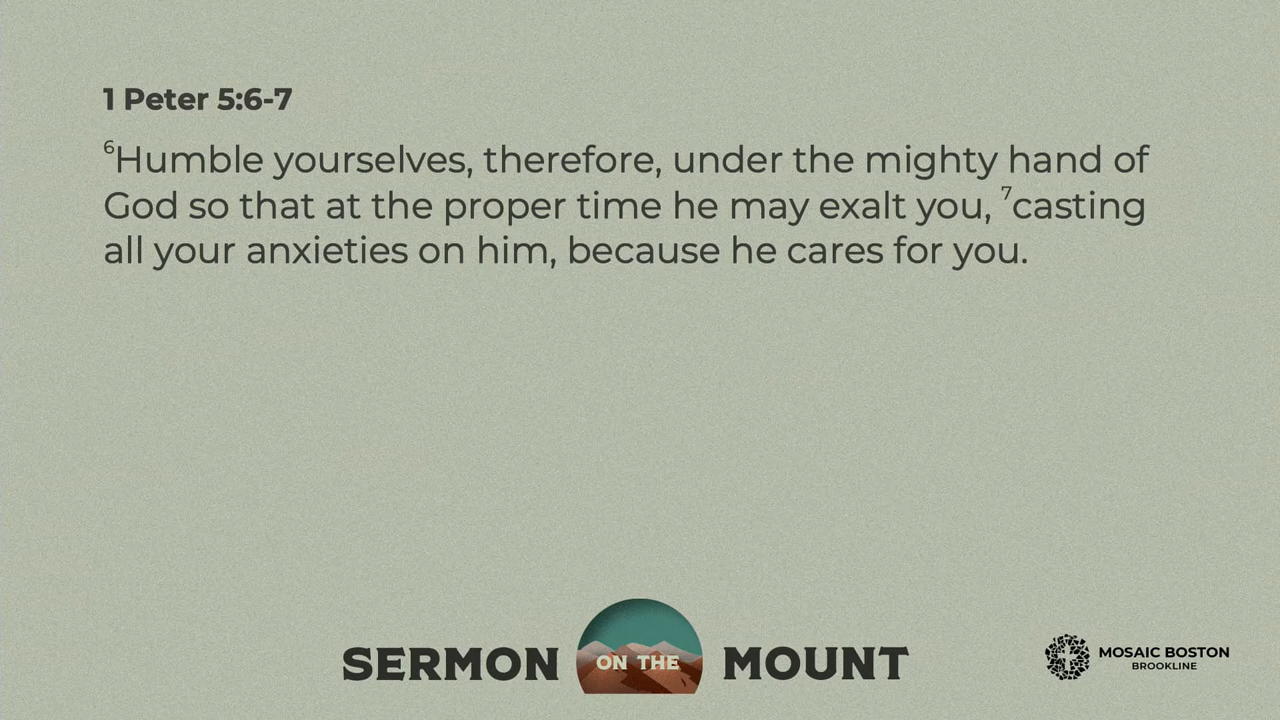 1 Peter 5:6-7
⁶Humble yourselves, therefore, under the mighty hand of
God so that at the proper time he may exalt you, ⁷casting
all your anxieties on him, because he cares for you.
SERMON ON THE MOUNT
MOSAIC BOSTON
BROOKLINE